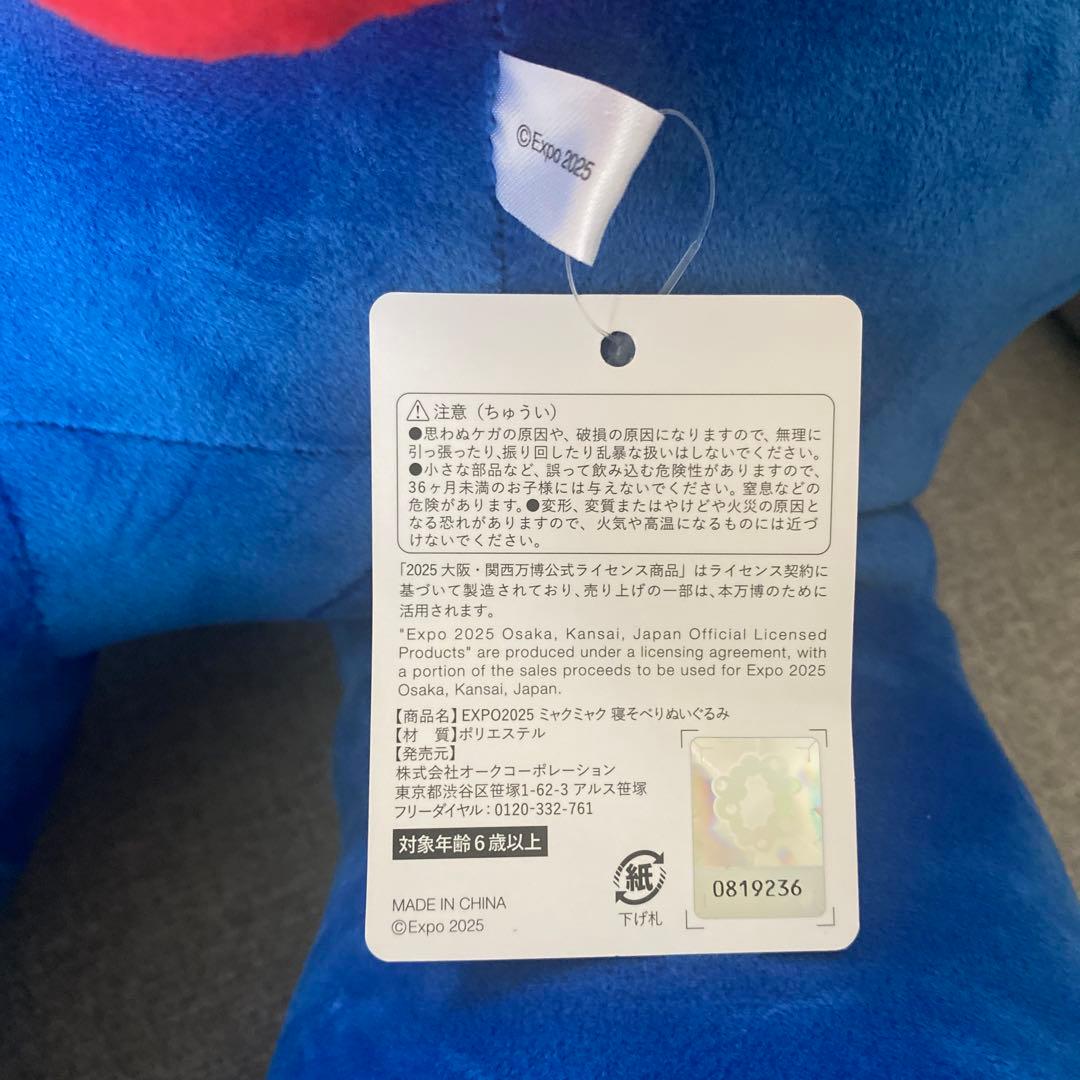 ©Expo 2025
⚠注意（ちゅうい）
●思わぬケガの原因や、破損の原因になりますので、無理に
引っ張ったり、振り回したり乱暴な扱いはしないでください。
●小さな部品など、誤って飲み込む危険性がありますので、
36ヶ月未満のお子様には与えないでください。窒息などの
危険があります。●変形、変質またはやけどや火災の原因と
なる恐れがありますので、火気や高温になるものには近づ
けないでください。
「2025 大阪・関西万博公式ライセンス商品」はライセンス契約に
基づいて製造されており、売り上げの一部は、本万博のために
活用されます。
"Expo 2025 Osaka, Kansai, Japan Official Licensed
Products" are produced under a licensing agreement, with
a portion of the sales proceeds to be used for Expo 2025
Osaka, Kansai, Japan.
【商品名】EXPO2025 ミャクミャク 寝そべりぬいぐるみ
【材　質】ポリエステル
【発売元】
株式会社オークコーポレーション
東京都渋谷区笹塚1-62-3 アルス笹塚
フリーダイヤル：0120-332-761
対象年齢6歳以上
MADE IN CHINA
©Expo 2025
紙
下げ札
0819236